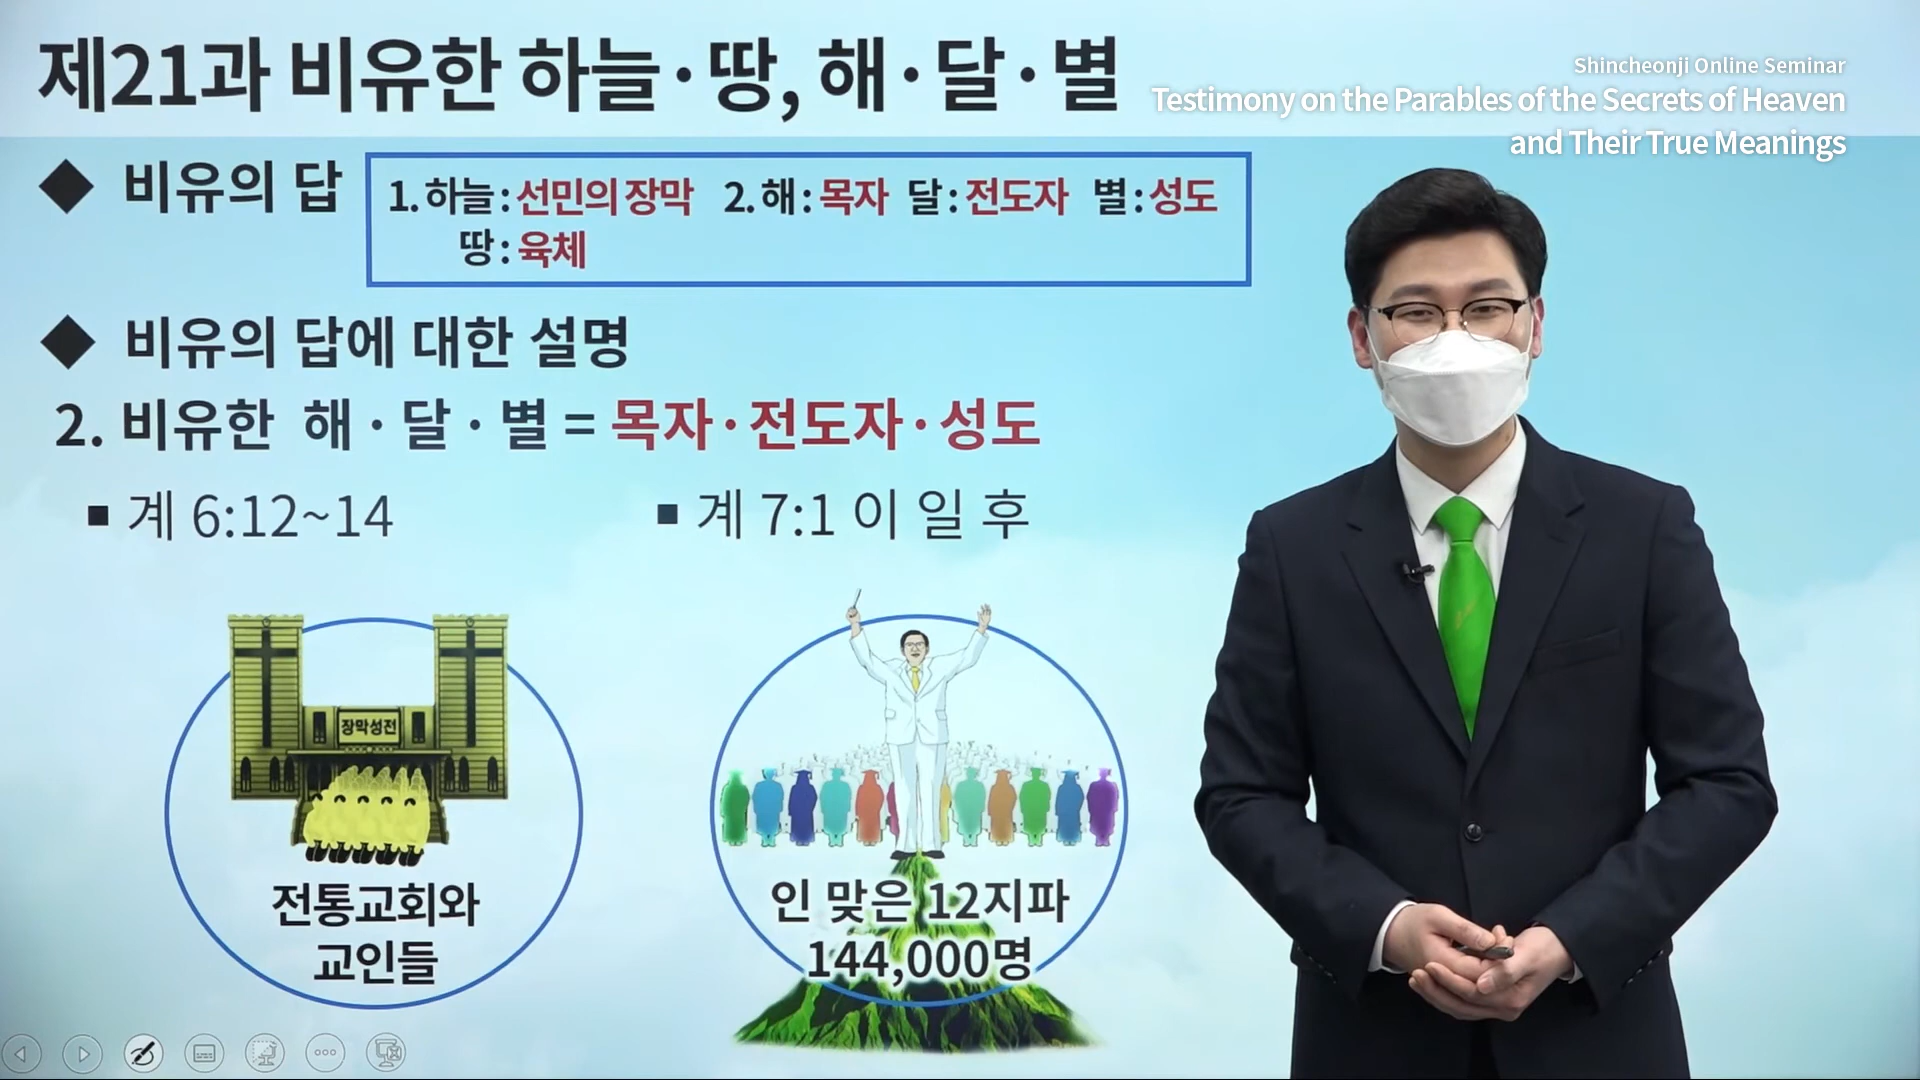 제21과 비유한 하늘·땅, 해·달·별
Shincheonji Online Seminar
Testimony on the Parables of the Secrets of Heaven
and Their True Meanings
◆ 비유의 답
1. 하늘 : 선민의 장막 2. 해 : 목자 달 : 전도자 별 : 성도
땅 : 육체
◆ 비유의 답에 대한 설명
2. 비유한 해 · 달 · 별 = 목자·전도자·성도
▪ 계 6:12~14
▪ 계 7:1 이 일 후
장막성전
전통교회와
교인들
인 맞은 12지파
144,000명